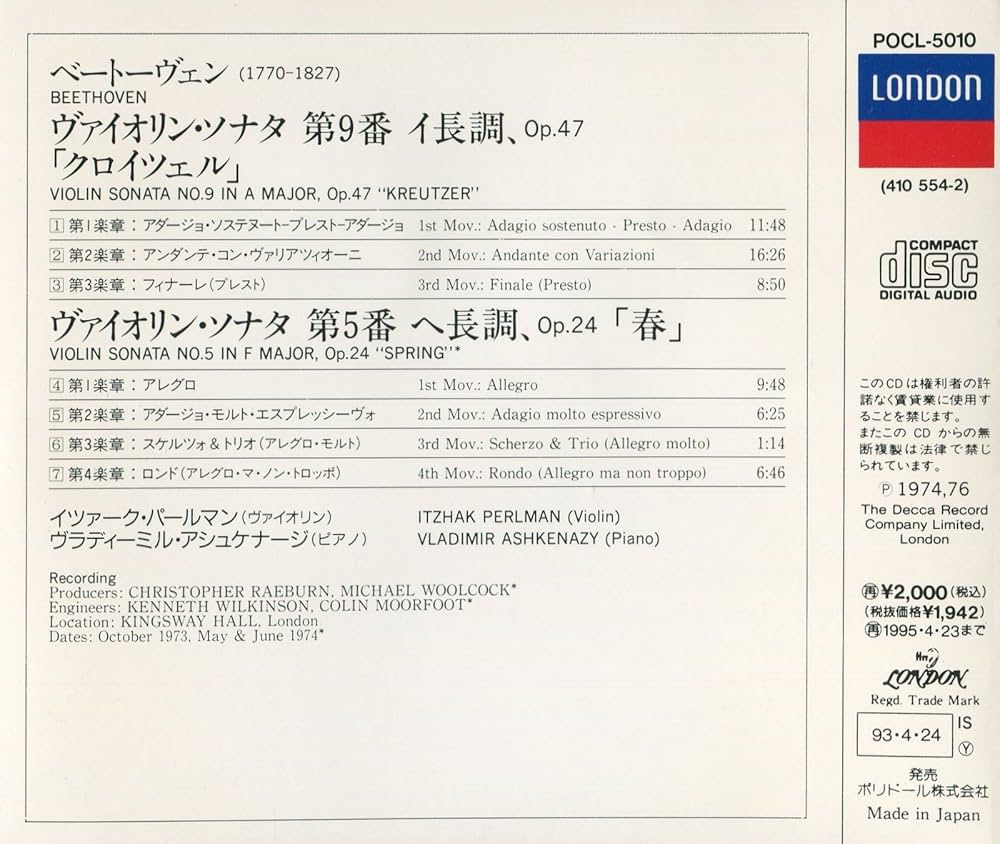 ベートーヴェン (1770-1827)
BEETHOVEN
ヴァイオリン・ソナタ 第9番 イ長調、Op.47
「クロイツェル」
VIOLIN SONATA NO.9 IN A MAJOR, Op.47 "KREUTZER"
1 第1楽章：アダージョ・ソステヌート−プレスト−アダージョ 1st Mov.: Adagio sostenuto · Presto · Adagio 11:48
2 第2楽章：アンダンテ・コン・ヴァリアツィオーニ 2nd Mov.: Andante con Variazioni 16:26
3 第3楽章：フィナーレ(プレスト) 3rd Mov.: Finale (Presto) 8:50
ヴァイオリン・ソナタ 第5番 ヘ長調、Op.24「春」
VIOLIN SONATA NO.5 IN F MAJOR, Op.24 "SPRING"*
4 第1楽章：アレグロ 1st Mov.: Allegro 9:48
5 第2楽章：アダージョ・モルト・エスプレッシーヴォ 2nd Mov.: Adagio molto espressivo 6:25
6 第3楽章：スケルツォ＆トリオ(アレグロ・モルト) 3rd Mov.: Scherzo & Trio (Allegro molto) 1:14
7 第4楽章：ロンド(アレグロ・マ・ノン・トロッポ) 4th Mov.: Rondo (Allegro ma non troppo) 6:46
イツァーク・パールマン(ヴァイオリン) ITZHAK PERLMAN (Violin)
ヴラディーミル・アシュケナージ(ピアノ) VLADIMIR ASHKENAZY (Piano)
Recording
Producers: CHRISTOPHER RAEBURN, MICHAEL WOOLCOCK*
Engineers: KENNETH WILKINSON, COLIN MOORFOOT*
Location: KINGSWAY HALL, London
Dates: October 1973, May & June 1974*
POCL-5010
LONDON
(410 554-2)
COMPACT
disc
DIGITAL AUDIO
このCDは権利者の許
諾なく賃貸業に使用す
ることを禁じます。
またこの CD からの無
断複製は法律で禁じ
られています。
Ⓟ 1974,76
The Decca Record
Company Limited,
London
再¥2,000(税込)
(税抜価格¥1,942)
再1995・4・23まで
LONDON
Regd. Trade Mark
93・4・24
IS
Ⓨ
発売
ポリドール株式会社
Made in Japan